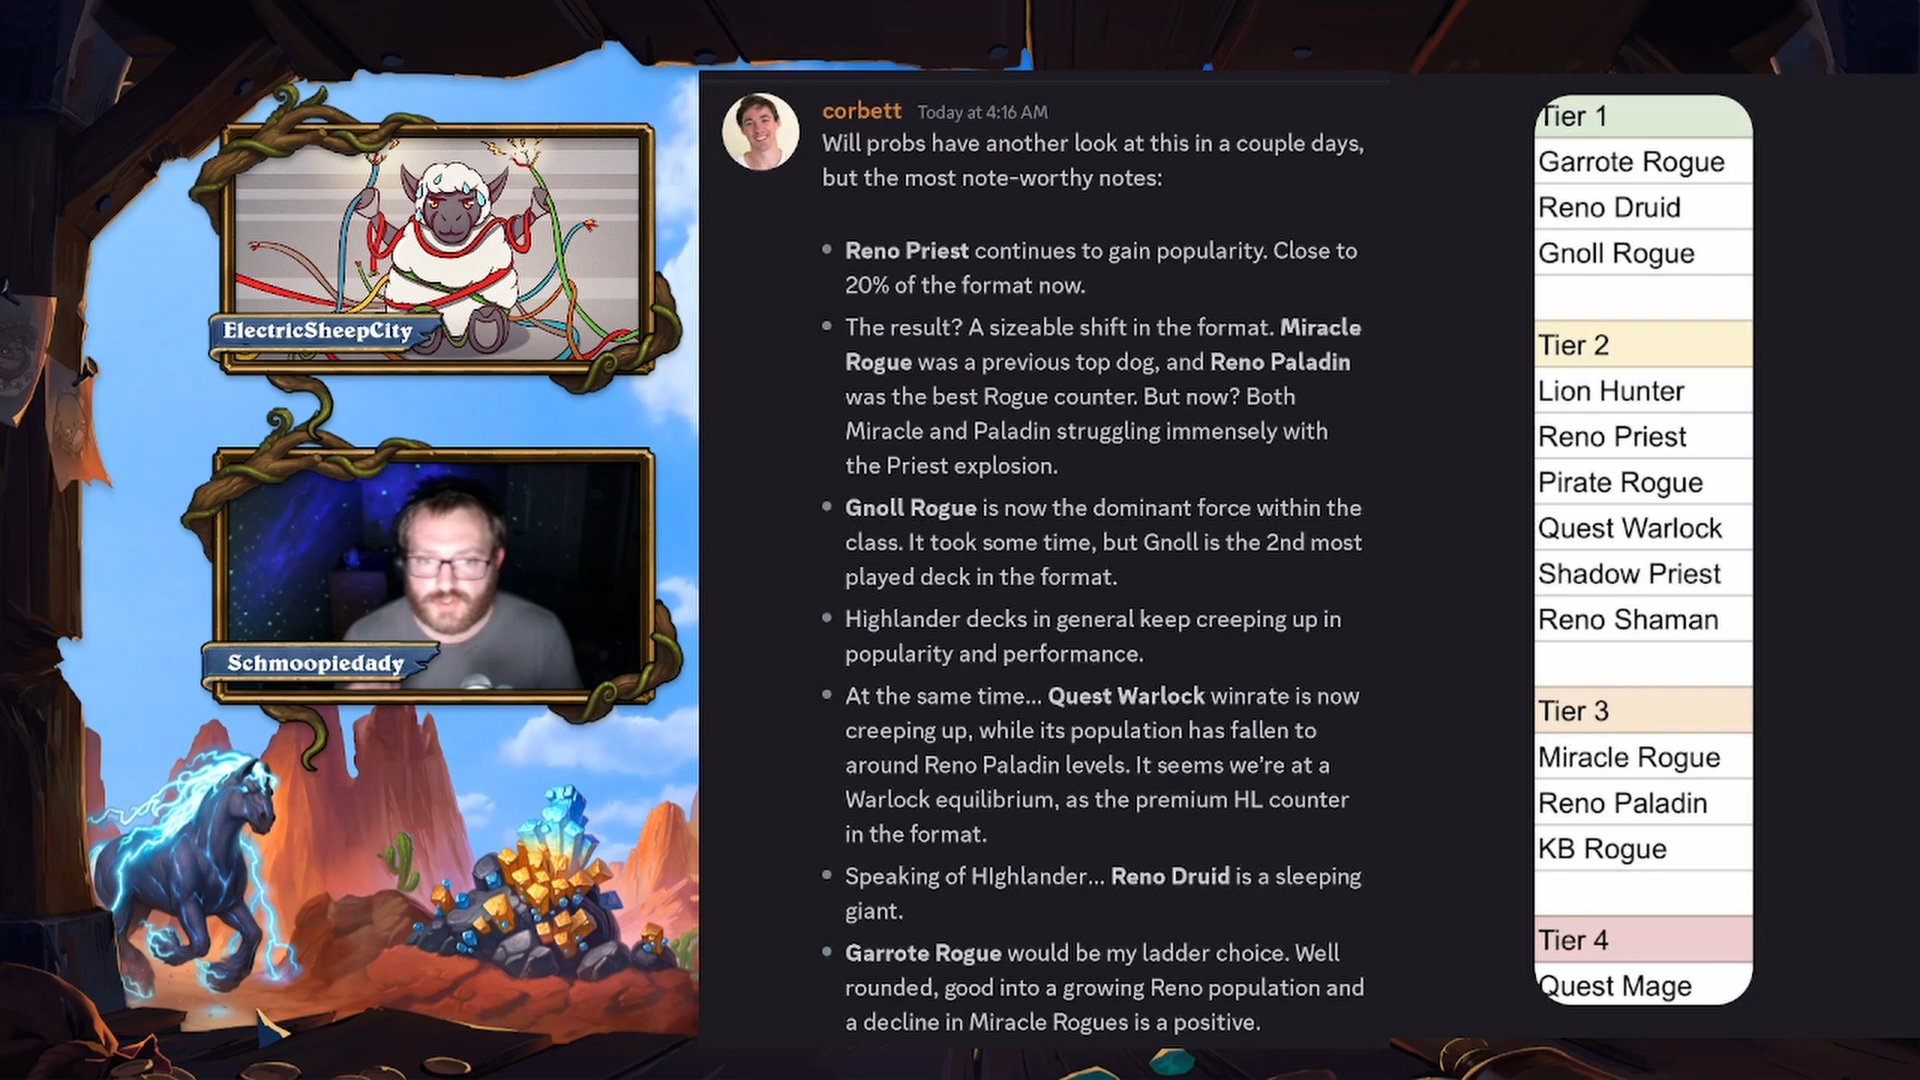 ElectricSheepCity
Schmoopiedady
corbett Today at 4:16 AM
Will probs have another look at this in a couple days,
but the most note-worthy notes:
Reno Priest continues to gain popularity. Close to
20% of the format now.
The result? A sizeable shift in the format. Miracle
Rogue was a previous top dog, and Reno Paladin
was the best Rogue counter. But now? Both
Miracle and Paladin struggling immensely with
the Priest explosion.
Gnoll Rogue is now the dominant force within the
class. It took some time, but Gnoll is the 2nd most
played deck in the format.
Highlander decks in general keep creeping up in
popularity and performance.
At the same time... Quest Warlock winrate is now
creeping up, while its population has fallen to
around Reno Paladin levels. It seems we're at a
Warlock equilibrium, as the premium HL counter
in the format.
Speaking of HIghlander... Reno Druid is a sleeping
giant.
Garrote Rogue would be my ladder choice. Well
rounded, good into a growing Reno population and
a decline in Miracle Rogues is a positive.
Tier 1
Garrote Rogue
Reno Druid
Gnoll Rogue
Tier 2
Lion Hunter
Reno Priest
Pirate Rogue
Quest Warlock
Shadow Priest
Reno Shaman
Tier 3
Miracle Rogue
Reno Paladin
KB Rogue
Tier 4
Quest Mage